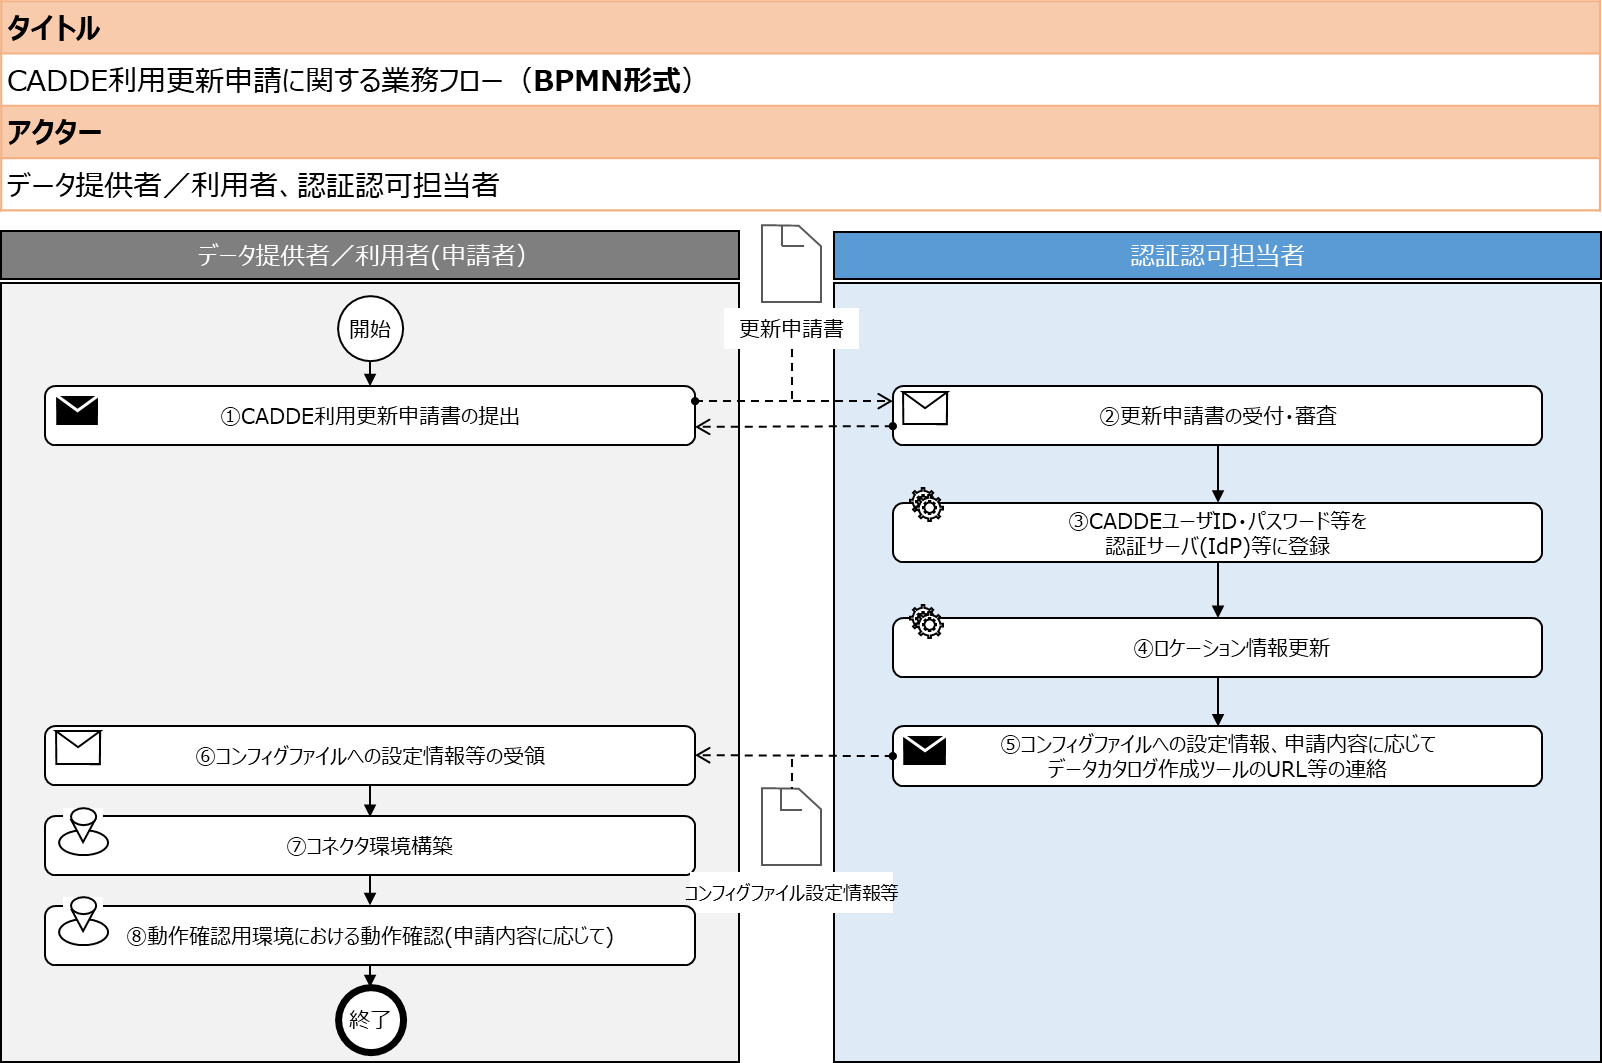 タイトル
CADDE利用更新申請に関する業務フロー（BPMN形式）
アクター
データ提供者／利用者、認証認可担当者
データ提供者／利用者(申請者)
認証認可担当者
開始
更新申請書
①CADDE利用更新申請書の提出
②更新申請書の受付・審査
③CADDEユーザID・パスワード等を
認証サーバ(IdP)等に登録
④ロケーション情報更新
⑤コンフィグファイルへの設定情報、申請内容に応じて
データカタログ作成ツールのURL等の連絡
⑥コンフィグファイルへの設定情報等の受領
⑦コネクタ環境構築
コンフィグファイル設定情報等
⑧動作確認用環境における動作確認(申請内容に応じて)
終了